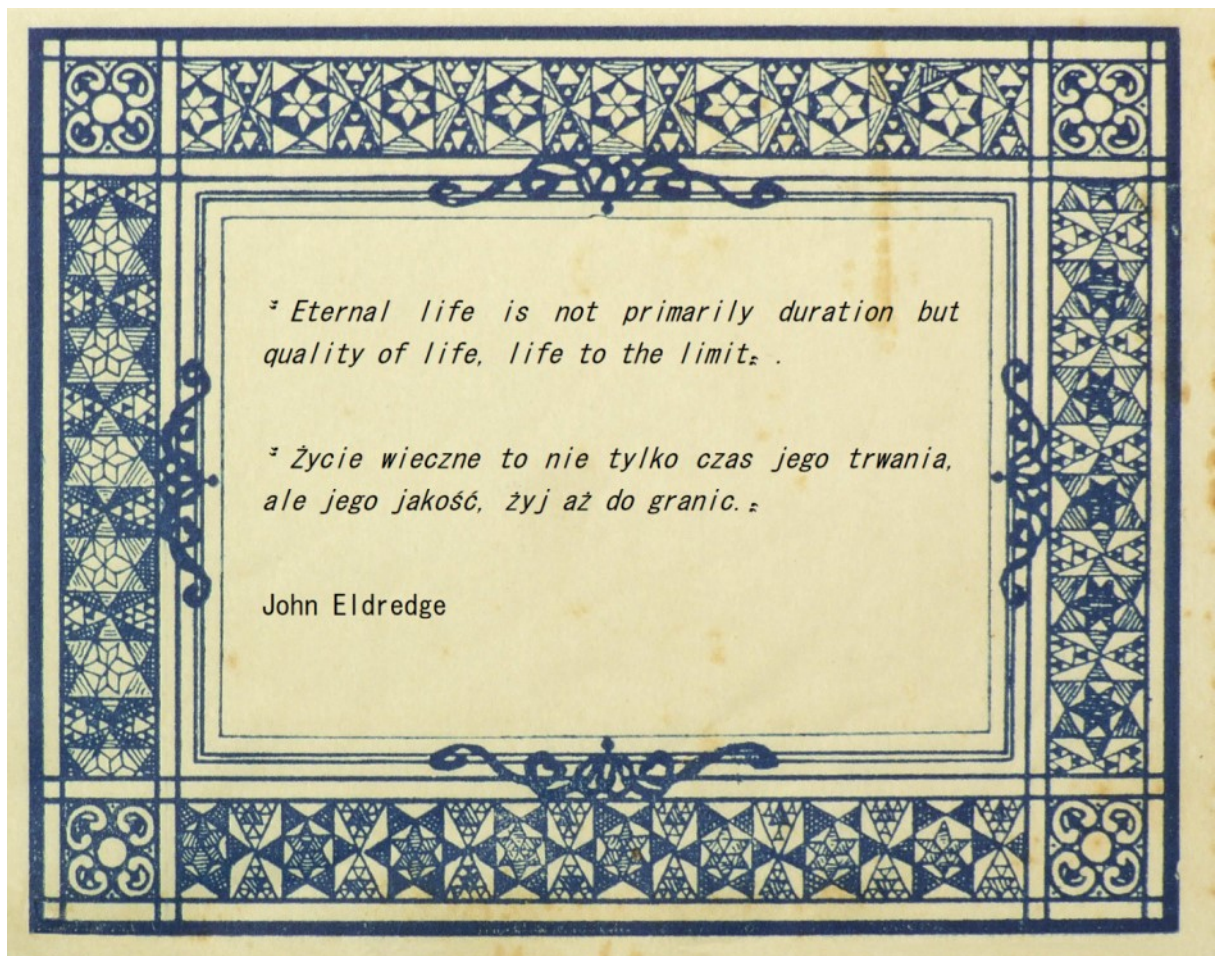 "Eternal life is not primarily duration but
quality of life, life to the limit" .
"Życie wieczne to nie tylko czas jego trwania,
ale jego jakość, żyj aż do granic."
John Eldredge